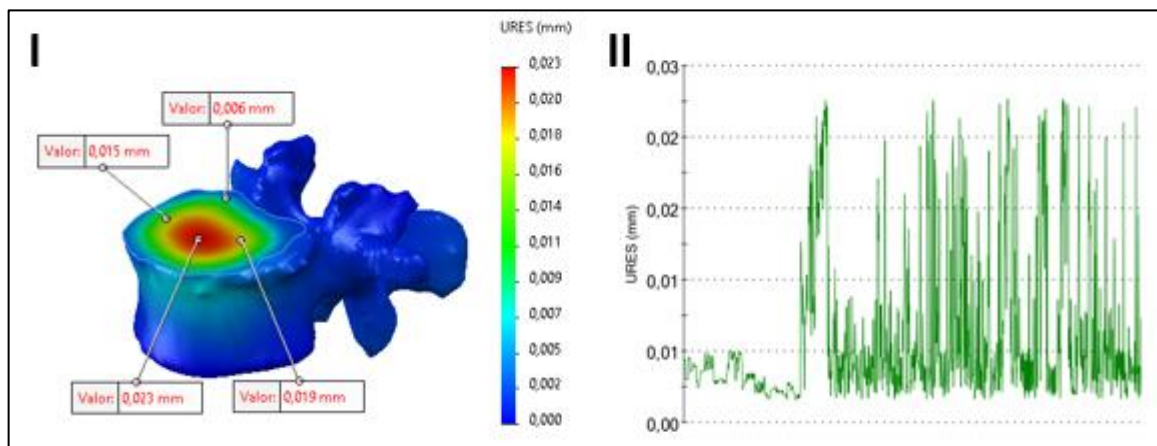 I
URES (mm)
0,023
0,020
0,018
0,016
0,014
0,011
0,009
0,007
0,005
0,002
0,000
Valor: 0,006 mm
Valor: 0,015 mm
Valor: 0,023 mm
Valor: 0,019 mm
II
0,03
0,02
0,02
0,01
0,01
0,00
URES (mm)